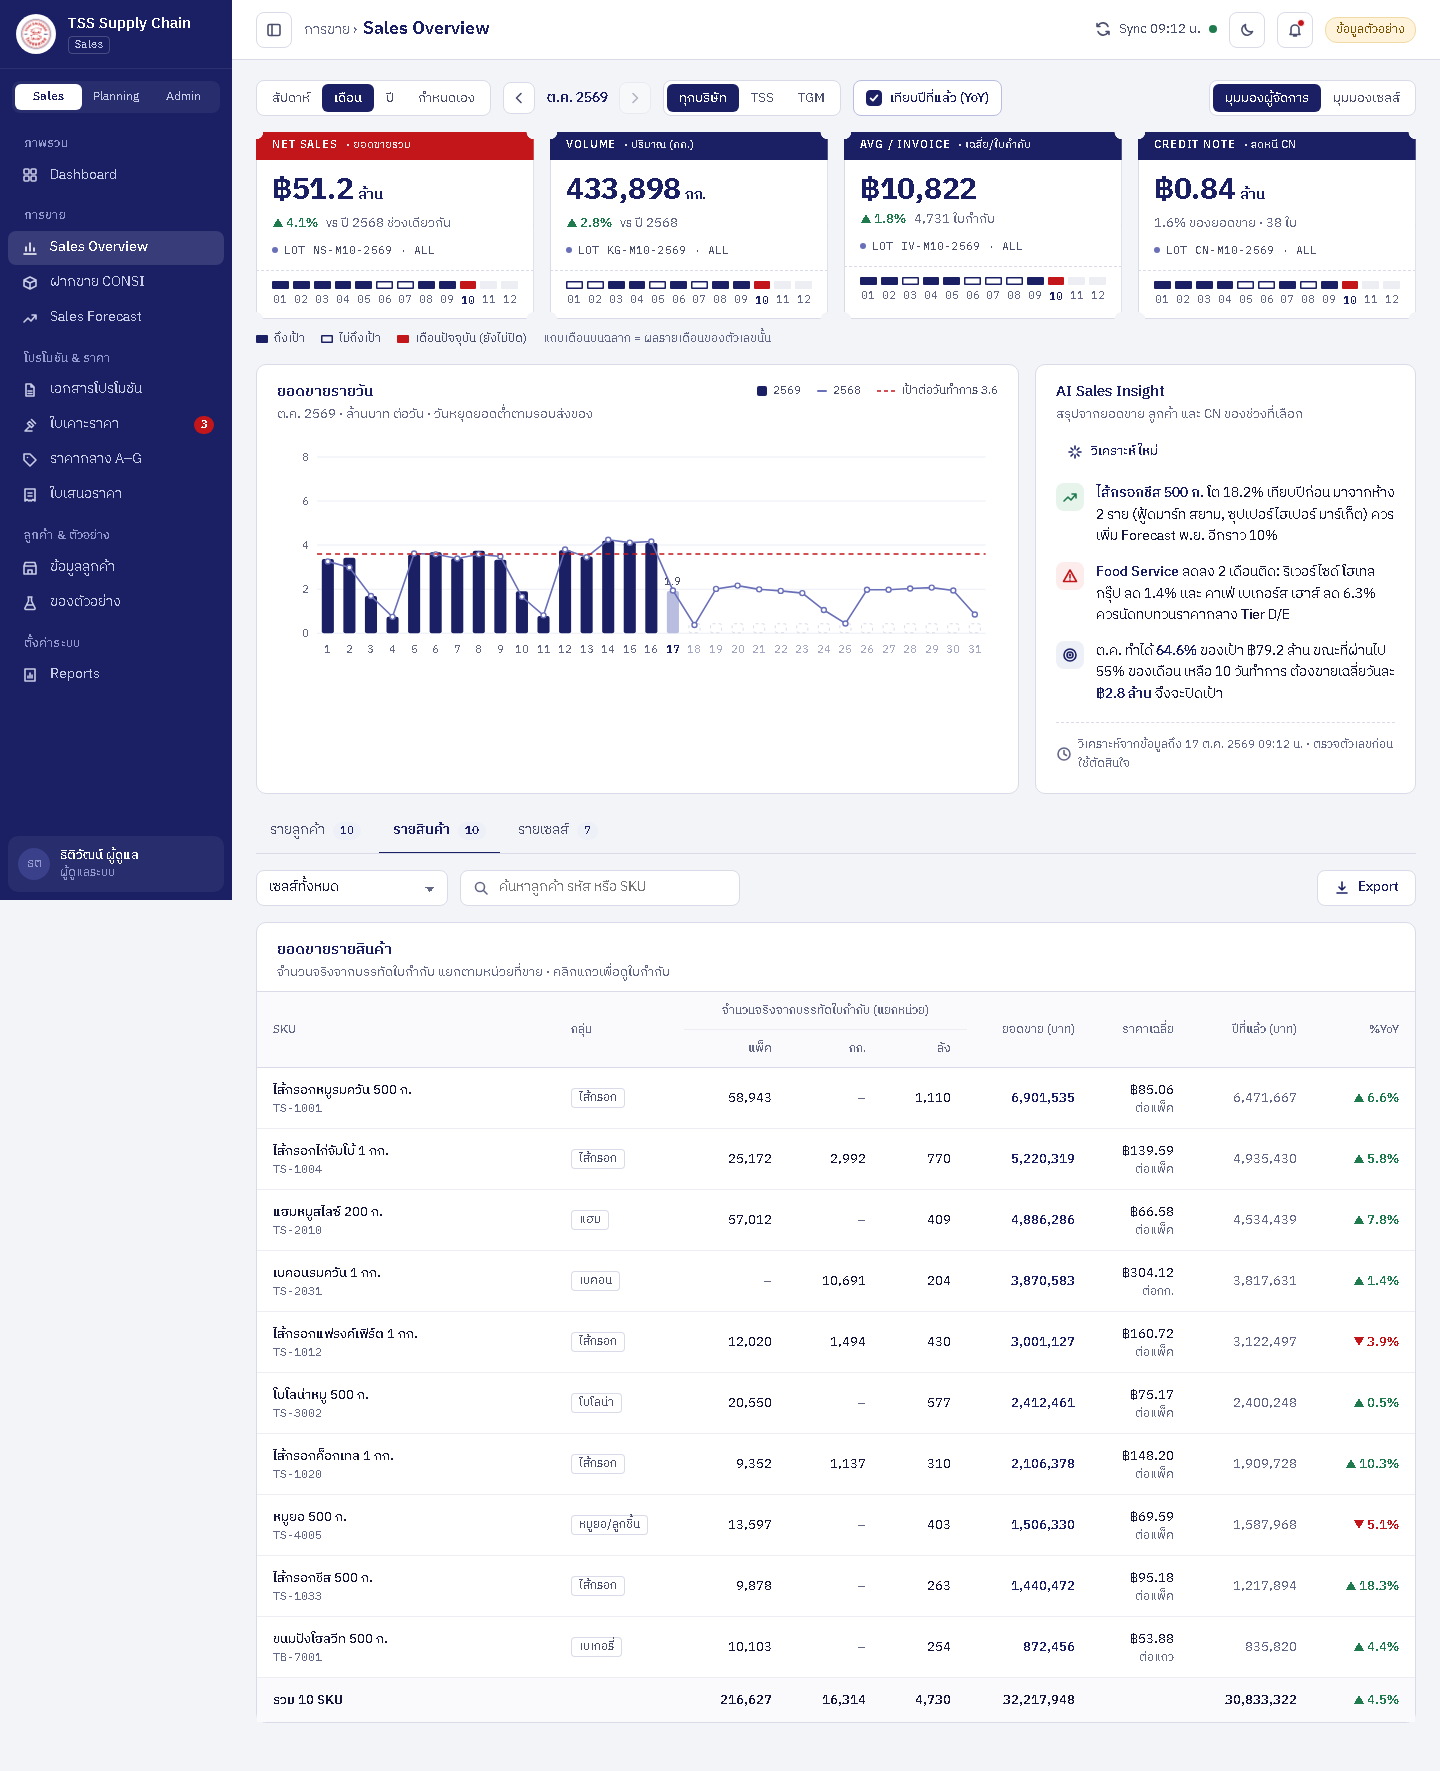 TSS Supply Chain
Sales
Sales Planning Admin
ภาพรวม
Dashboard
การขาย
Sales Overview
ฝากขาย CONSI
Sales Forecast
โปรโมชัน & ราคา
เอกสารโปรโมชัน
ใบเคาะราคา 3
ราคากลาง A–G
ใบเสนอราคา
ลูกค้า & ตัวอย่าง
ข้อมูลลูกค้า
ของตัวอย่าง
ตั้งค่าระบบ
Reports
ธต
ธิติวัฒน์ ผู้ดูแล
ผู้ดูแลระบบ
การขาย › Sales Overview
Sync 09:12 น.
ข้อมูลตัวอย่าง
สัปดาห์ เดือน ปี กำหนดเอง
ต.ค. 2569
ทุกบริษัท TSS TGM
เทียบปีที่แล้ว (YoY)
มุมมองผู้จัดการ มุมมองเซลส์
NET SALES · ยอดขายรวม
฿51.2 ล้าน
▲ 4.1% vs ปี 2568 ช่วงเดียวกัน
LOT NS-M10-2569 · ALL
01 02 03 04 05 06 07 08 09 10 11 12
VOLUME · ปริมาณ (กก.)
433,898 กก.
▲ 2.8% vs ปี 2568
LOT KG-M10-2569 · ALL
01 02 03 04 05 06 07 08 09 10 11 12
AVG / INVOICE · เฉลี่ย/ใบกำกับ
฿10,822
▲ 1.8% 4,731 ใบกำกับ
LOT IV-M10-2569 · ALL
01 02 03 04 05 06 07 08 09 10 11 12
CREDIT NOTE · ลดหนี้ CN
฿0.84 ล้าน
1.6% ของยอดขาย · 38 ใบ
LOT CN-M10-2569 · ALL
01 02 03 04 05 06 07 08 09 10 11 12
ถึงเป้า ไม่ถึงเป้า เดือนปัจจุบัน (ยังไม่ปิด) แถบเดือนบนฉลาก = ผลรายเดือนของตัวเลขนั้น
ยอดขายรายวัน
2569 2568 เป้าต่อวันทำการ 3.6
ต.ค. 2569 · ล้านบาท ต่อวัน · วันหยุดยอดต่ำตามรอบส่งของ
8
6
4
2
0
1.9
1 2 3 4 5 6 7 8 9 10 11 12 13 14 15 16 17 18 19 20 21 22 23 24 25 26 27 28 29 30 31
AI Sales Insight
สรุปจากยอดขาย ลูกค้า และ CN ของช่วงที่เลือก
วิเคราะห์ใหม่
ไส้กรอกชีส 500 ก. โต 18.2% เทียบปีก่อน มาจากห้าง
2 ราย (ฟู้ดมาร์ท สยาม, ซุปเปอร์ไฮเปอร์ มาร์เก็ต) ควร
เพิ่ม Forecast พ.ย. อีกราว 10%
Food Service ลดลง 2 เดือนติด: ริเวอร์ไซด์ โฮเทล
กรุ๊ป ลด 1.4% และ คาเฟ่ เบเกอร์ส เฮาส์ ลด 6.3%
ควรนัดทบทวนราคากลาง Tier D/E
ต.ค. ทำได้ 64.6% ของเป้า ฿79.2 ล้าน ขณะที่ผ่านไป
55% ของเดือน เหลือ 10 วันทำการ ต้องขายเฉลี่ยวันละ
฿2.8 ล้าน จึงจะปิดเป้า
วิเคราะห์จากข้อมูลถึง 17 ต.ค. 2569 09:12 น. · ตรวจตัวเลขก่อน
ใช้ตัดสินใจ
รายลูกค้า 10 รายสินค้า 10 รายเซลส์ 7
เซลส์ทั้งหมด
ค้นหาลูกค้า รหัส หรือ SKU
Export
ยอดขายรายสินค้า
จำนวนจริงจากบรรทัดใบกำกับ แยกตามหน่วยที่ขาย · คลิกแถวเพื่อดูใบกำกับ
จำนวนจริงจากบรรทัดใบกำกับ (แยกหน่วย)
SKU กลุ่ม แพ็ค กก. ลัง ยอดขาย (บาท) ราคาเฉลี่ย ปีที่แล้ว (บาท) %YoY
ไส้กรอกหมูรมควัน 500 ก. ไส้กรอก 58,943 – 1,110 6,901,535 ฿85.06 6,471,667 ▲ 6.6%
TS-1001 ต่อแพ็ค
ไส้กรอกไก่จัมโบ้ 1 กก. ไส้กรอก 25,172 2,992 770 5,220,319 ฿139.59 4,935,430 ▲ 5.8%
TS-1004 ต่อแพ็ค
แฮมหมูสไลซ์ 200 ก. แฮม 57,012 – 409 4,886,286 ฿66.58 4,534,439 ▲ 7.8%
TS-2010 ต่อแพ็ค
เบคอนรมควัน 1 กก. เบคอน – 10,691 204 3,870,583 ฿304.12 3,817,631 ▲ 1.4%
TS-2031 ต่อกก.
ไส้กรอกแฟรงค์เฟิร์ต 1 กก. ไส้กรอก 12,020 1,494 430 3,001,127 ฿160.72 3,122,497 ▼ 3.9%
TS-1012 ต่อแพ็ค
โบโลน่าหมู 500 ก. โบโลน่า 20,550 – 577 2,412,461 ฿75.17 2,400,248 ▲ 0.5%
TS-3002 ต่อแพ็ค
ไส้กรอกค็อกเทล 1 กก. ไส้กรอก 9,352 1,137 310 2,106,378 ฿148.20 1,909,728 ▲ 10.3%
TS-1020 ต่อแพ็ค
หมูยอ 500 ก. หมูยอ/ลูกชิ้น 13,597 – 403 1,506,330 ฿69.59 1,587,968 ▼ 5.1%
TS-4005 ต่อแพ็ค
ไส้กรอกชีส 500 ก. ไส้กรอก 9,878 – 263 1,440,472 ฿95.18 1,217,894 ▲ 18.3%
TS-1033 ต่อแพ็ค
ขนมปังโฮลวีท 500 ก. เบเกอรี่ 10,103 – 254 872,456 ฿53.88 835,820 ▲ 4.4%
TB-7001 ต่อแถว
รวม 10 SKU 216,627 16,314 4,730 32,217,948 30,833,322 ▲ 4.5%